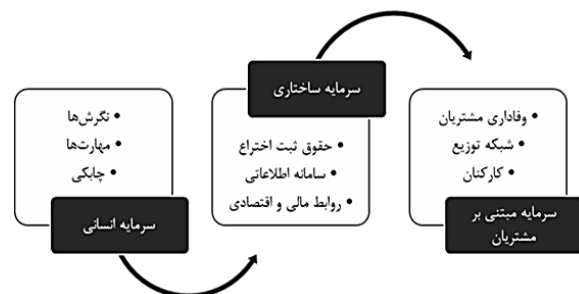 سرمایه ساختاری
• وفاداری مشتریان
• شبکه توزیع
• کارکنان
سرمایه مبتنی بر
مشتریان
• حقوق ثبت اختراع
• سامانه اطلاعاتی
• روابط مالی و اقتصادی
• نگرش‌ها
• مهارت‌ها
• چابکی
سرمایه انسانی